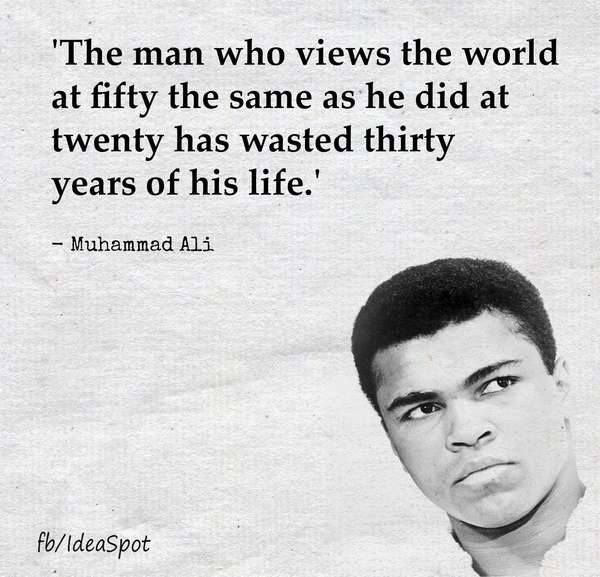 'The man who views the world
at fifty the same as he did at
twenty has wasted thirty
years of his life.'
– Muhammad Ali
fb/IdeaSpot